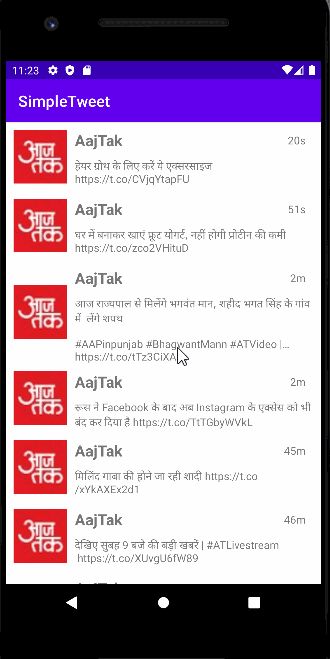 11:23
SimpleTweet
आज तक
AajTak
20s
हेयर ग्रोथ के लिए करें ये एक्सरसाइज
https://t.co/CVjqYtapFU
आज तक
AajTak
51s
घर में बनाकर खाएं फ्रूट योगर्ट, नहीं होगी प्रोटीन की कमी
https://t.co/zco2VHituD
आज तक
AajTak
2m
आज राज्यपाल से मिलेंगे भगवंत मान, शहीद भगत सिंह के गांव
में लेंगे शपथ
#AAPinpunjab #BhagwantMann #ATVideo |...
https://t.co/tTz3CiXA
आज तक
AajTak
2m
रूस ने Facebook के बाद अब Instagram के एक्सेस को भी
बंद कर दिया है https://t.co/TtTGbyWVkL
आज तक
AajTak
45m
मिलिंद गाबा की होने जा रही शादी https://t.co
/xYkAXEx2d1
आज तक
AajTak
46m
देखिए सुबह 9 बजे की बड़ी खबरें | #ATLivestream
https://t.co/XUvgU6fW89